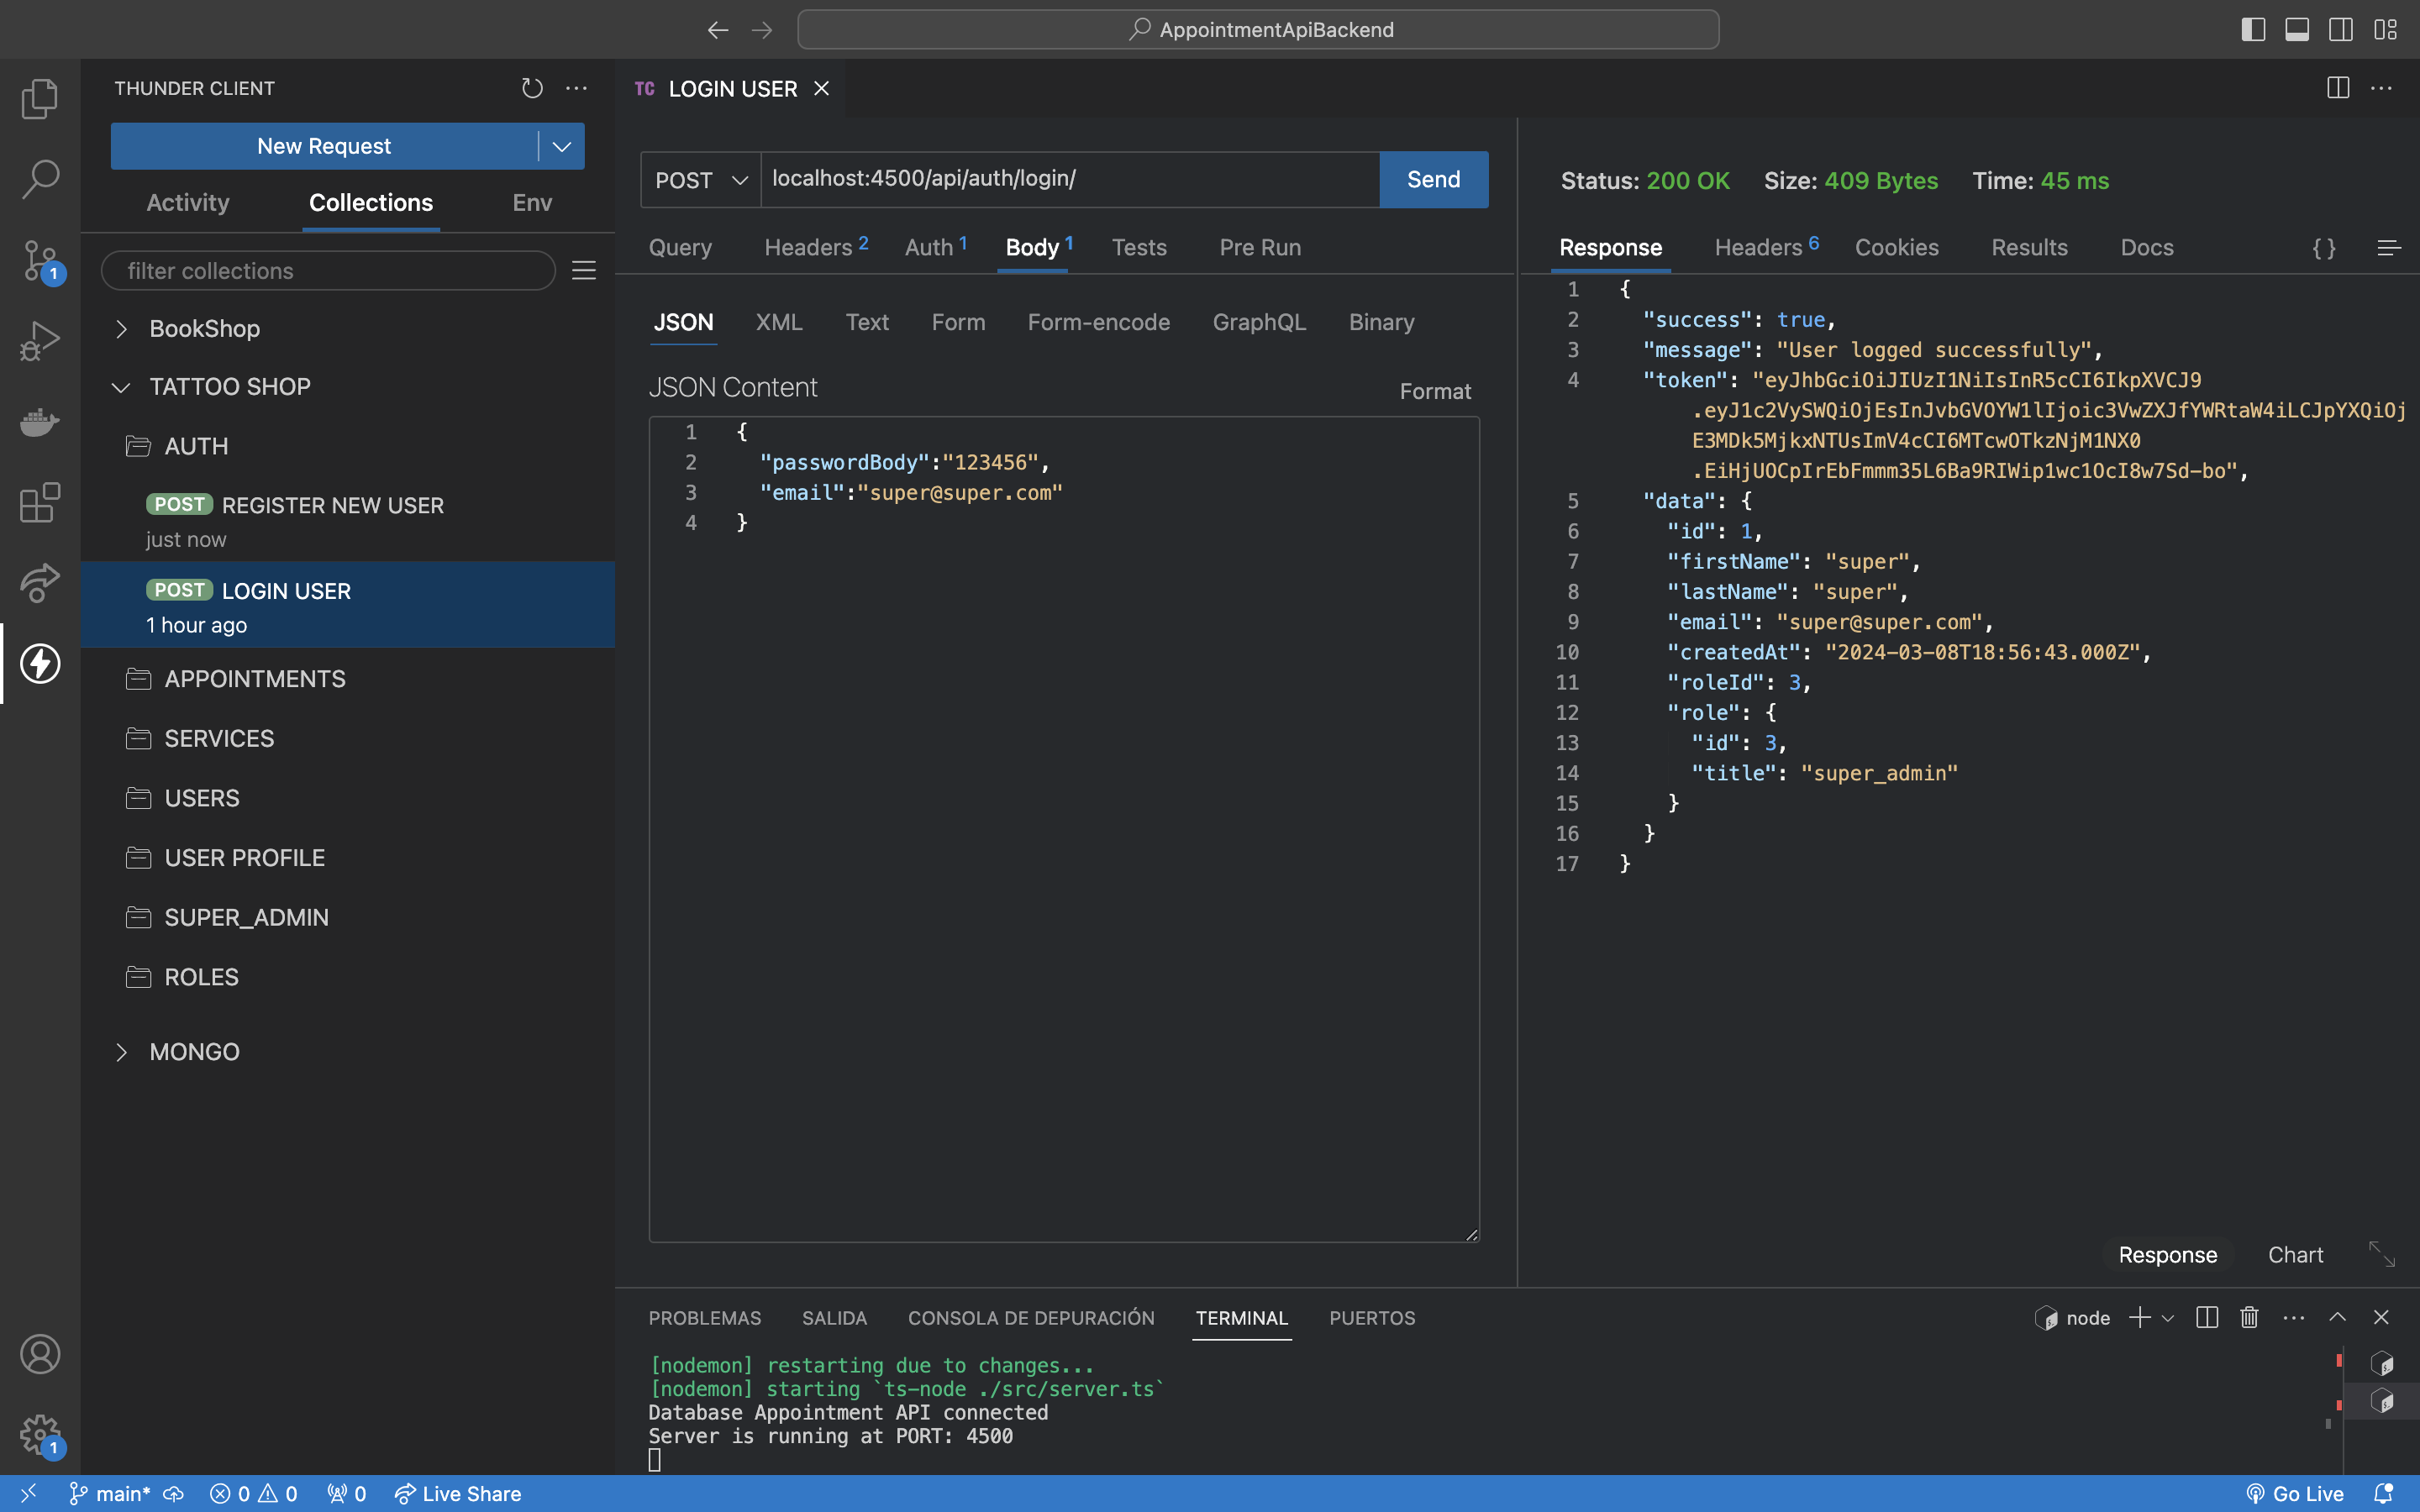 AppointmentApiBackend
THUNDER CLIENT
New Request
Activity Collections Env
filter collections
BookShop
TATTOO SHOP
AUTH
POST REGISTER NEW USER
just now
POST LOGIN USER
1 hour ago
APPOINTMENTS
SERVICES
USERS
USER PROFILE
SUPER_ADMIN
ROLES
MONGO
1
1
TC LOGIN USER
POST localhost:4500/api/auth/login/ Send
Query Headers 2 Auth 1 Body 1 Tests Pre Run
JSON XML Text Form Form-encode GraphQL Binary
JSON Content Format
1 {
2 "passwordBody":"123456",
3 "email":"super@super.com"
4 }
Status: 200 OK Size: 409 Bytes Time: 45 ms
Response Headers 6 Cookies Results Docs { }
1 {
2 "success": true,
3 "message": "User logged successfully",
4 "token": "eyJhbGciOiJIUzI1NiIsInR5cCI6IkpXVCJ9
.eyJ1c2VySWQiOjEsInJvbGVOYW1lIjoic3VwZXJfYWRtaW4iLCJpYXQiOj
E3MDk5MjkxNTUsImV4cCI6MTcwOTkzNjM1NX0
.EiHjUOCpIrEbFmmm35L6Ba9RIWip1wc1OcI8w7Sd-bo",
5 "data": {
6 "id": 1,
7 "firstName": "super",
8 "lastName": "super",
9 "email": "super@super.com",
10 "createdAt": "2024-03-08T18:56:43.000Z",
11 "roleId": 3,
12 "role": {
13 "id": 3,
14 "title": "super_admin"
15 }
16 }
17 }
Response Chart
PROBLEMAS SALIDA CONSOLA DE DEPURACIÓN TERMINAL PUERTOS
node
[nodemon] restarting due to changes...
[nodemon] starting `ts-node ./src/server.ts`
Database Appointment API connected
Server is running at PORT: 4500
main* 0 0 0 Live Share Go Live